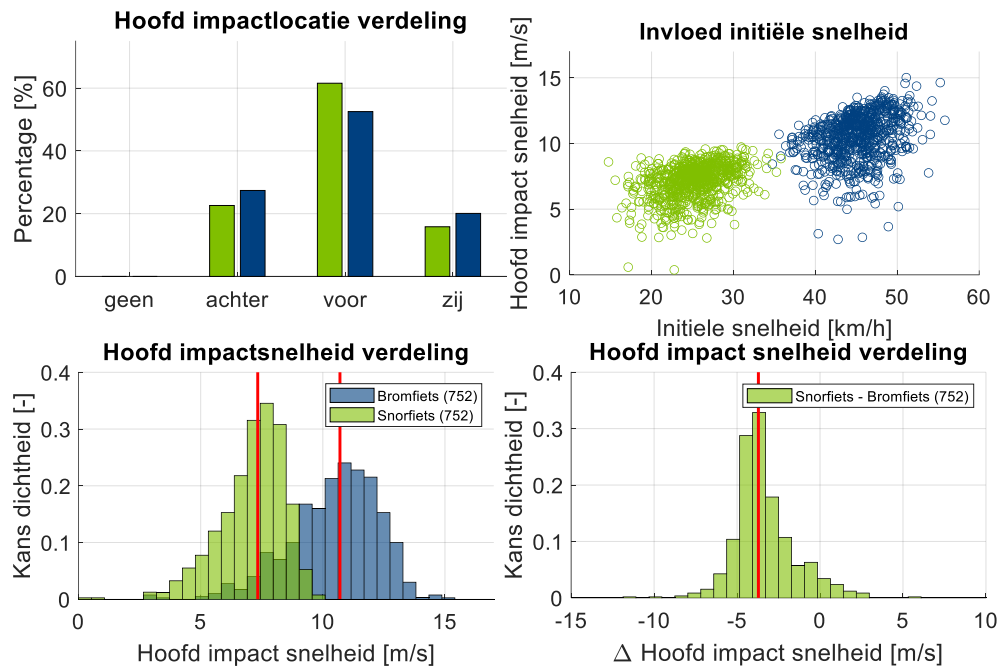 Hoofd impactlocatie verdeling
Percentage [%]
60
40
20
0
geen achter voor zij
Invloed initiële snelheid
Hoofd impact snelheid [m/s]
15
10
5
0
10 20 30 40 50 60
Initiele snelheid [km/h]
Hoofd impactsnelheid verdeling
Kans dichtheid [-]
0.4
0.3
0.2
0.1
0
Bromfiets (752)
Snorfiets (752)
0 5 10 15
Hoofd impact snelheid [m/s]
Hoofd impact snelheid verdeling
Kans dichtheid [-]
0.4
0.3
0.2
0.1
0
Snorfiets - Bromfiets (752)
-15 -10 -5 0 5 10
Δ Hoofd impact snelheid [m/s]